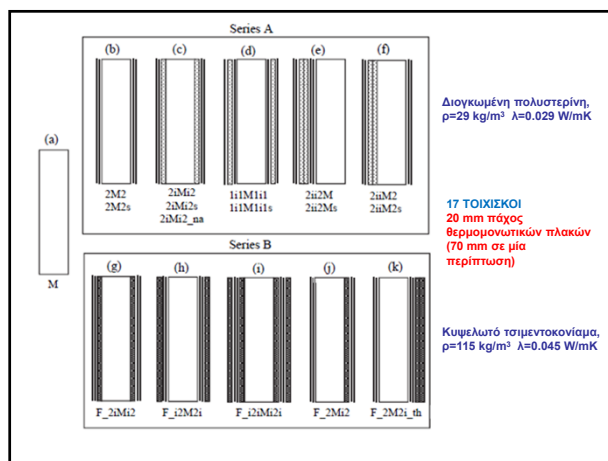 Series A
(b)
(c)
(d)
(e)
(f)
(a)
2M2
2M2s
2iMi2
2iMi2s
2iMi2_na
1i1M1i1
1i1M1i1s
2ii2M
2ii2Ms
2iiM2
2iiM2s
M
Series B
(g)
(h)
(i)
(j)
(k)
F_2iMi2
F_i2M2i
F_i2iMi2i
F_2Mi2
F_2M2i_th
Διογκωμένη πολυστερίνη,
ρ=29 kg/m³ λ=0.029 W/mK
17 ΤΟΙΧΙΣΚΟΙ
20 mm πάχος
θερμομονωτικών πλακών
(70 mm σε μία
περίπτωση)
Κυψελωτό τσιμεντοκονίαμα,
ρ=115 kg/m³ λ=0.045 W/mK